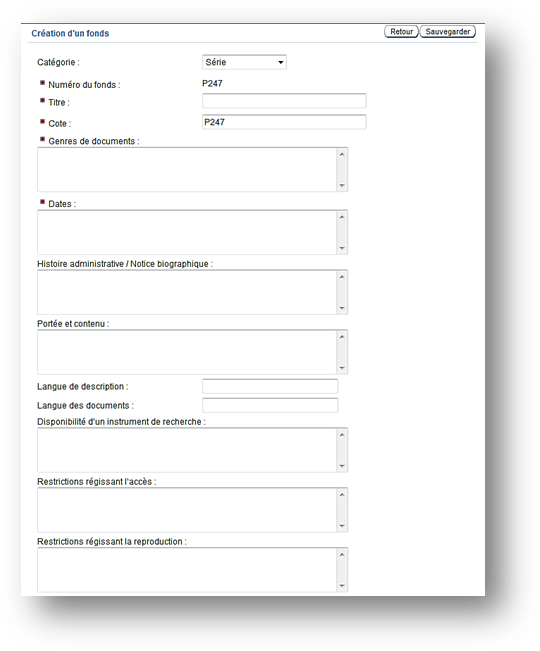 Création d'un fonds
Retour
Sauvegarder
Catégorie :
Série
Numéro du fonds :
P247
Titre :
Cote :
P247
Genres de documents :
Dates :
Histoire administrative / Notice biographique :
Portée et contenu :
Langue de description :
Langue des documents :
Disponibilité d'un instrument de recherche :
Restrictions régissant l'accès :
Restrictions régissant la reproduction :